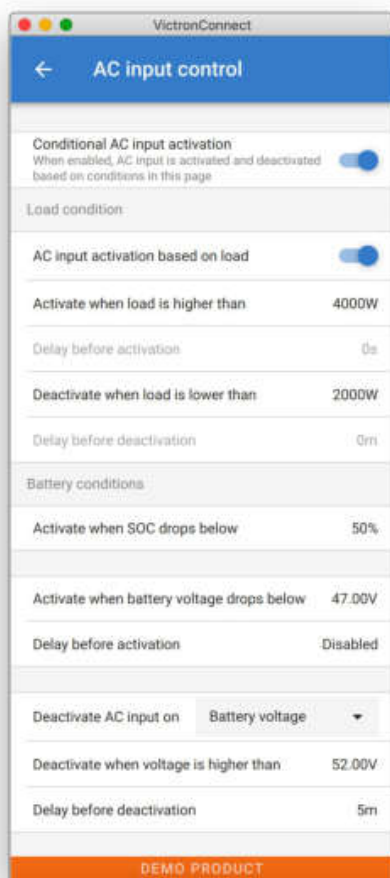 VictronConnect
AC input control
Conditional AC input activation
When enabled, AC input is activated and deactivated
based on conditions in this page
Load condition
AC input activation based on load
Activate when load is higher than 4000W
Delay before activation 0s
Deactivate when load is lower than 2000W
Delay before deactivation 0m
Battery conditions
Activate when SOC drops below 50%
Activate when battery voltage drops below 47.00V
Delay before activation Disabled
Deactivate AC input on Battery voltage
Deactivate when voltage is higher than 52.00V
Delay before deactivation 5m
DEMO PRODUCT